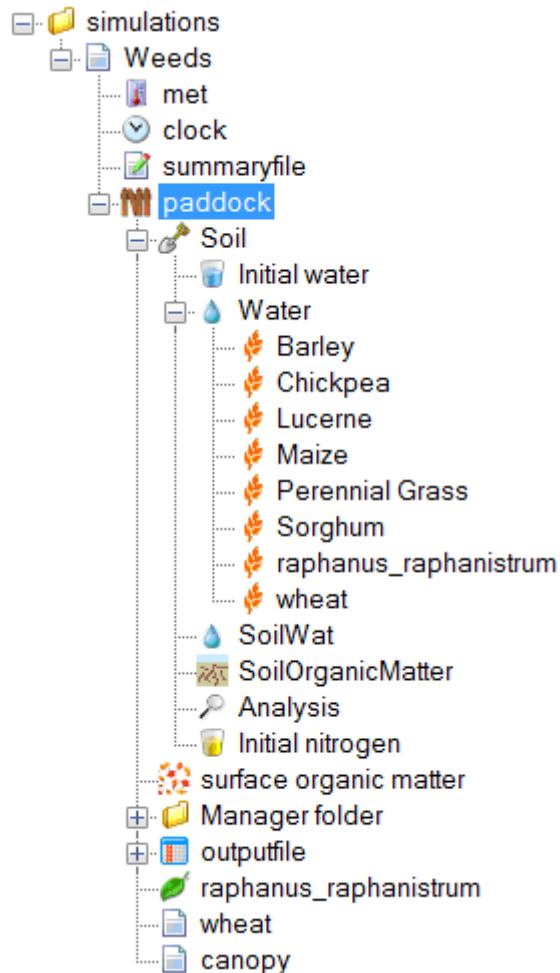 simulations
Weeds
met
clock
summaryfile
paddock
Soil
Initial water
Water
Barley
Chickpea
Lucerne
Maize
Perennial Grass
Sorghum
raphanus_raphanistrum
wheat
SoilWat
SoilOrganicMatter
Analysis
Initial nitrogen
surface organic matter
Manager folder
outputfile
raphanus_raphanistrum
wheat
canopy